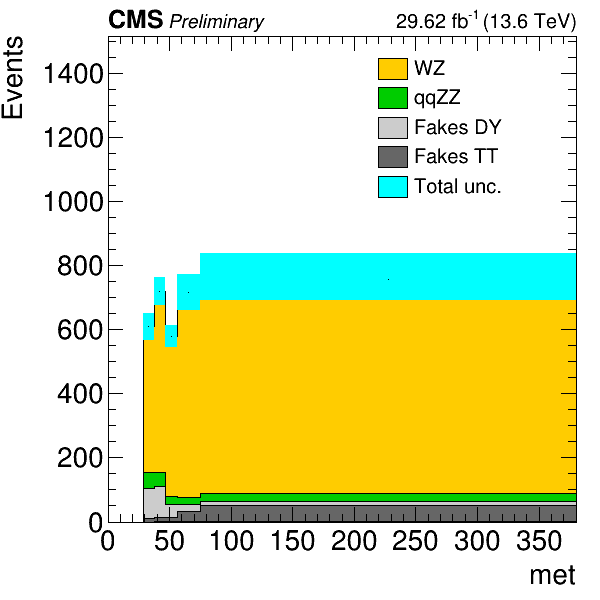 CMS Preliminary 29.62 fb⁻¹ (13.6 TeV)
Events
1400
1200
1000
800
600
400
200
0
WZ
qqZZ
Fakes DY
Fakes TT
Total unc.
0 50 100 150 200 250 300 350
met